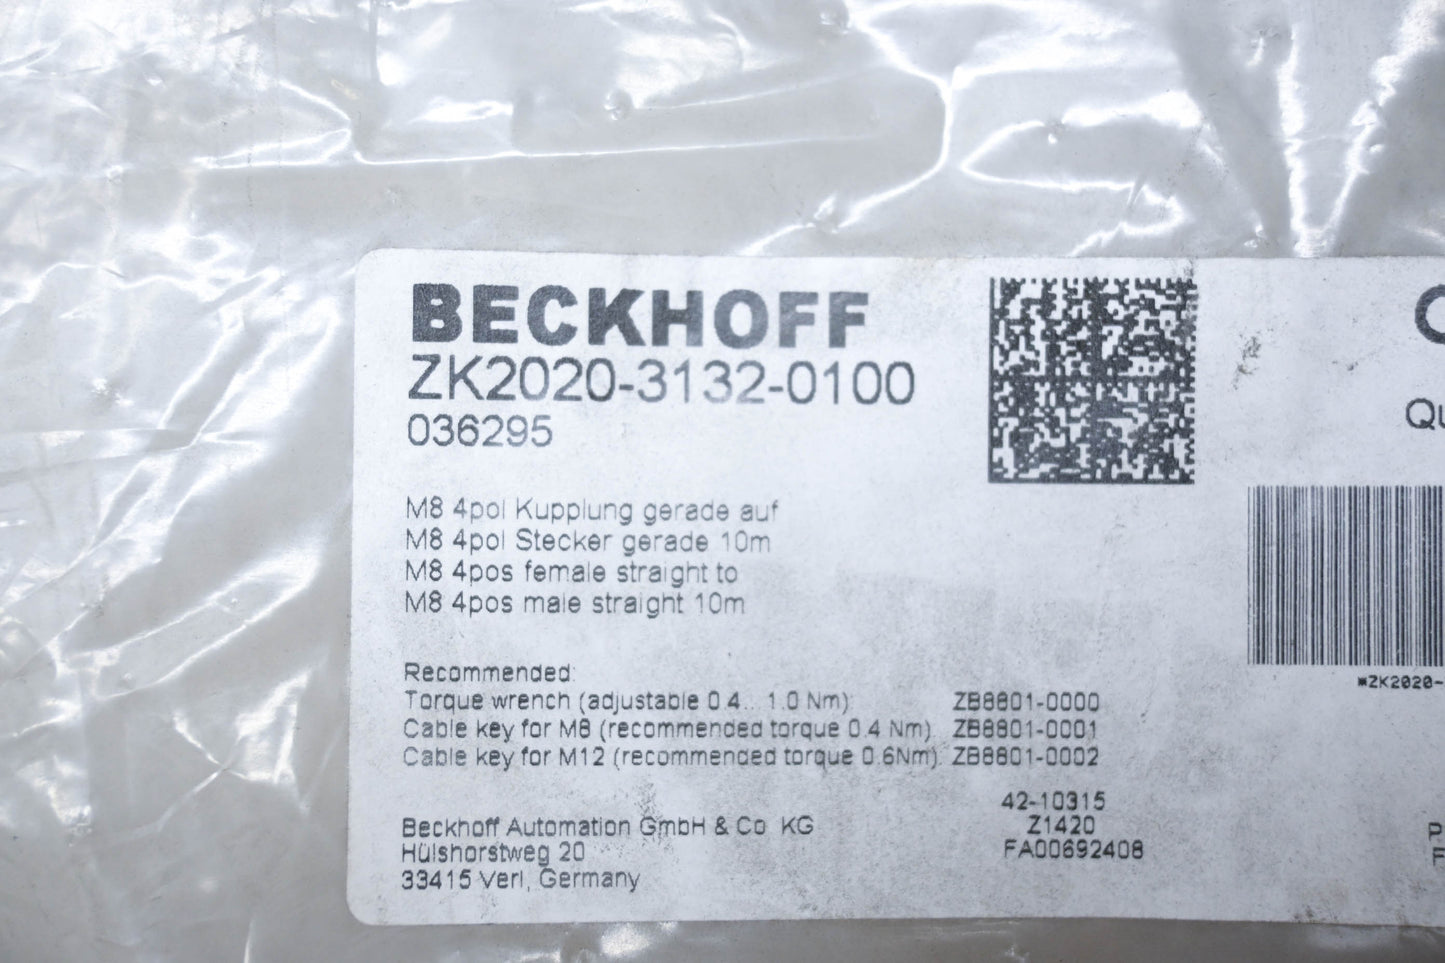 BECKHOFF
ZK2020-3132-0100
036295
M8 4pol Kupplung gerade auf
M8 4pol Stecker gerade 10m
M8 4pos female straight to
M8 4pos male straight 10m
Recommended:
Torque wrench (adjustable 0.4.. 1.0 Nm): ZB8801-0000
Cable key for M8 (recommended torque 0.4 Nm): ZB8801-0001
Cable key for M12 (recommended torque 0.6Nm): ZB8801-0002
Beckhoff Automation GmbH & Co. KG
Hülshorstweg 20
33415 Verl, Germany
42-10315
Z1420
FA00692408
Qu
*ZK2020-
P
F